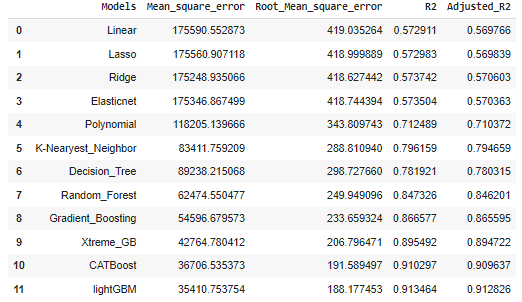 Models Mean_square_error Root_Mean_square_error R2 Adjusted_R2
0 Linear 175590.552873 419.035264 0.572911 0.569766
1 Lasso 175560.907118 418.999889 0.572983 0.569839
2 Ridge 175248.935066 418.627442 0.573742 0.570603
3 Elasticnet 175346.867499 418.744394 0.573504 0.570363
4 Polynomial 118205.139666 343.809743 0.712489 0.710372
5 K-Nearyest_Neighbor 83411.759209 288.810940 0.796159 0.794659
6 Decision_Tree 89238.215068 298.727660 0.781921 0.780315
7 Random_Forest 62474.550477 249.949096 0.847326 0.846201
8 Gradient_Boosting 54596.679573 233.659324 0.866577 0.865595
9 Xtreme_GB 42764.780412 206.796471 0.895492 0.894722
10 CATBoost 36706.535373 191.589497 0.910297 0.909637
11 lightGBM 35410.753754 188.177453 0.913464 0.912826